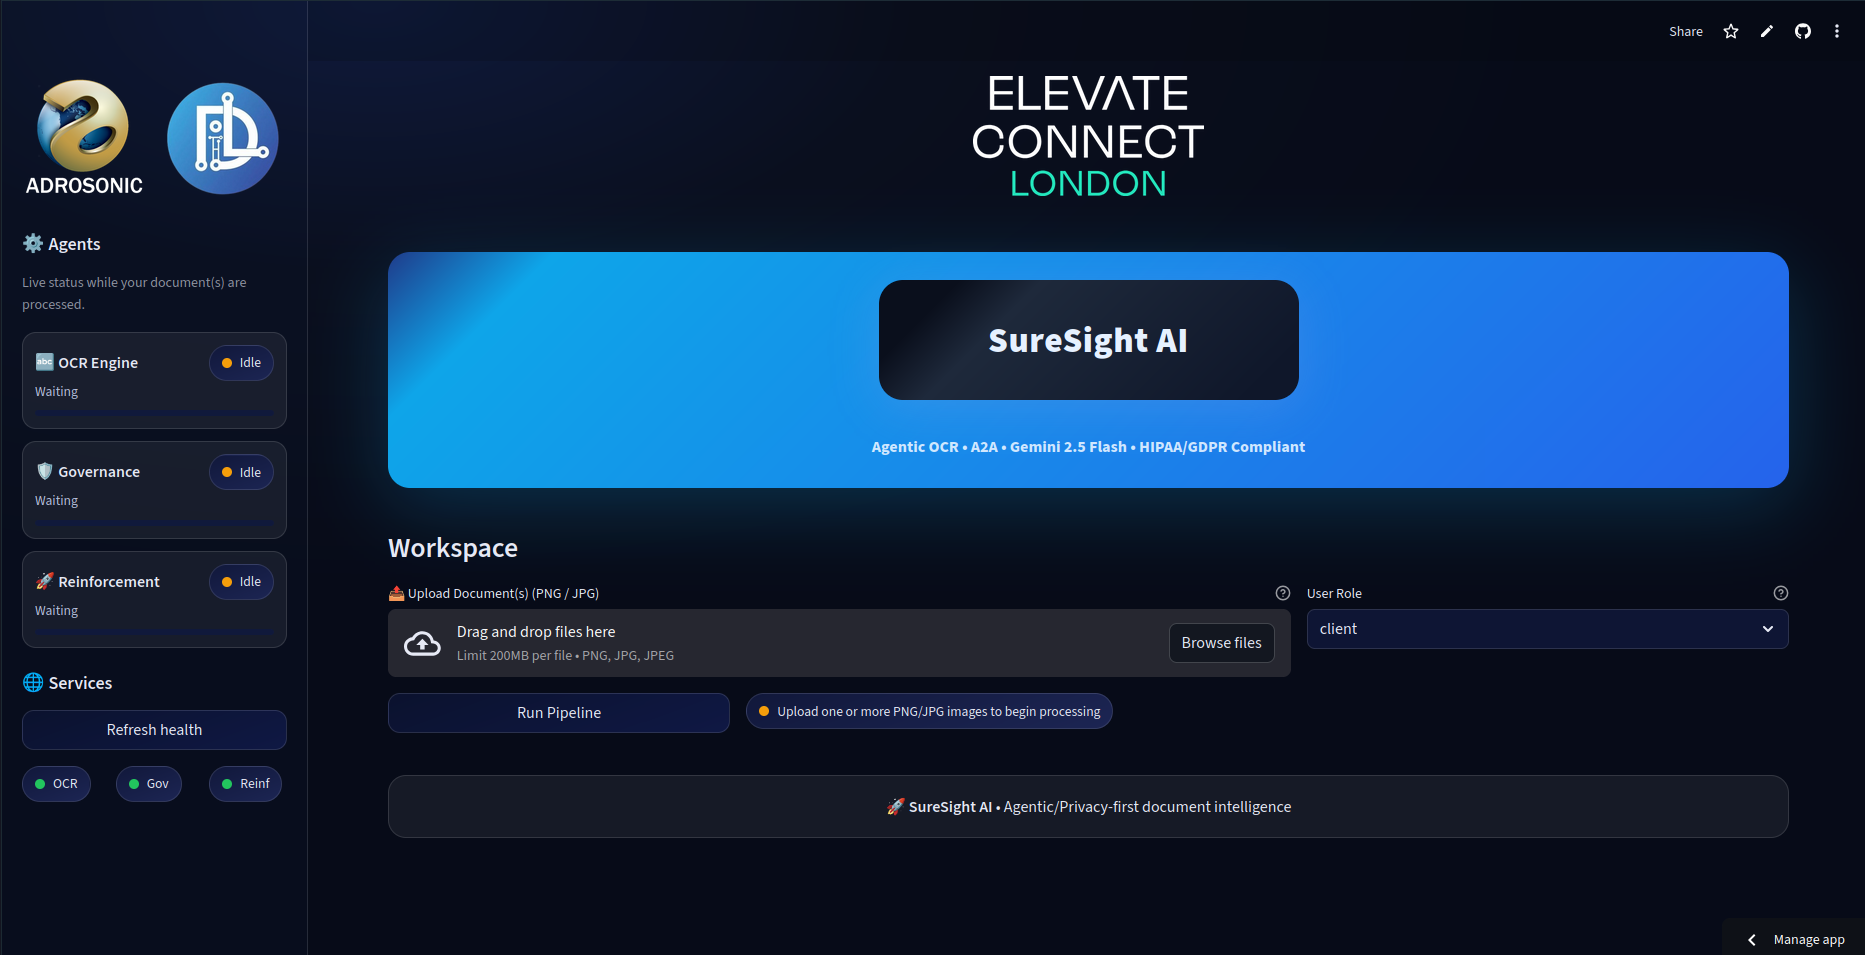 Share
ADROSONIC
DL
ELEVATE
CONNECT
LONDON
Agents
Live status while your document(s) are
processed.
abc OCR Engine
Idle
Waiting
Governance
Idle
Waiting
Reinforcement
Idle
Waiting
Services
Refresh health
OCR
Gov
Reinf
SureSight AI
Agentic OCR • A2A • Gemini 2.5 Flash • HIPAA/GDPR Compliant
Workspace
Upload Document(s) (PNG / JPG)
?
User Role
?
Drag and drop files here
Limit 200MB per file • PNG, JPG, JPEG
Browse files
client
Run Pipeline
Upload one or more PNG/JPG images to begin processing
SureSight AI • Agentic/Privacy-first document intelligence
Manage app